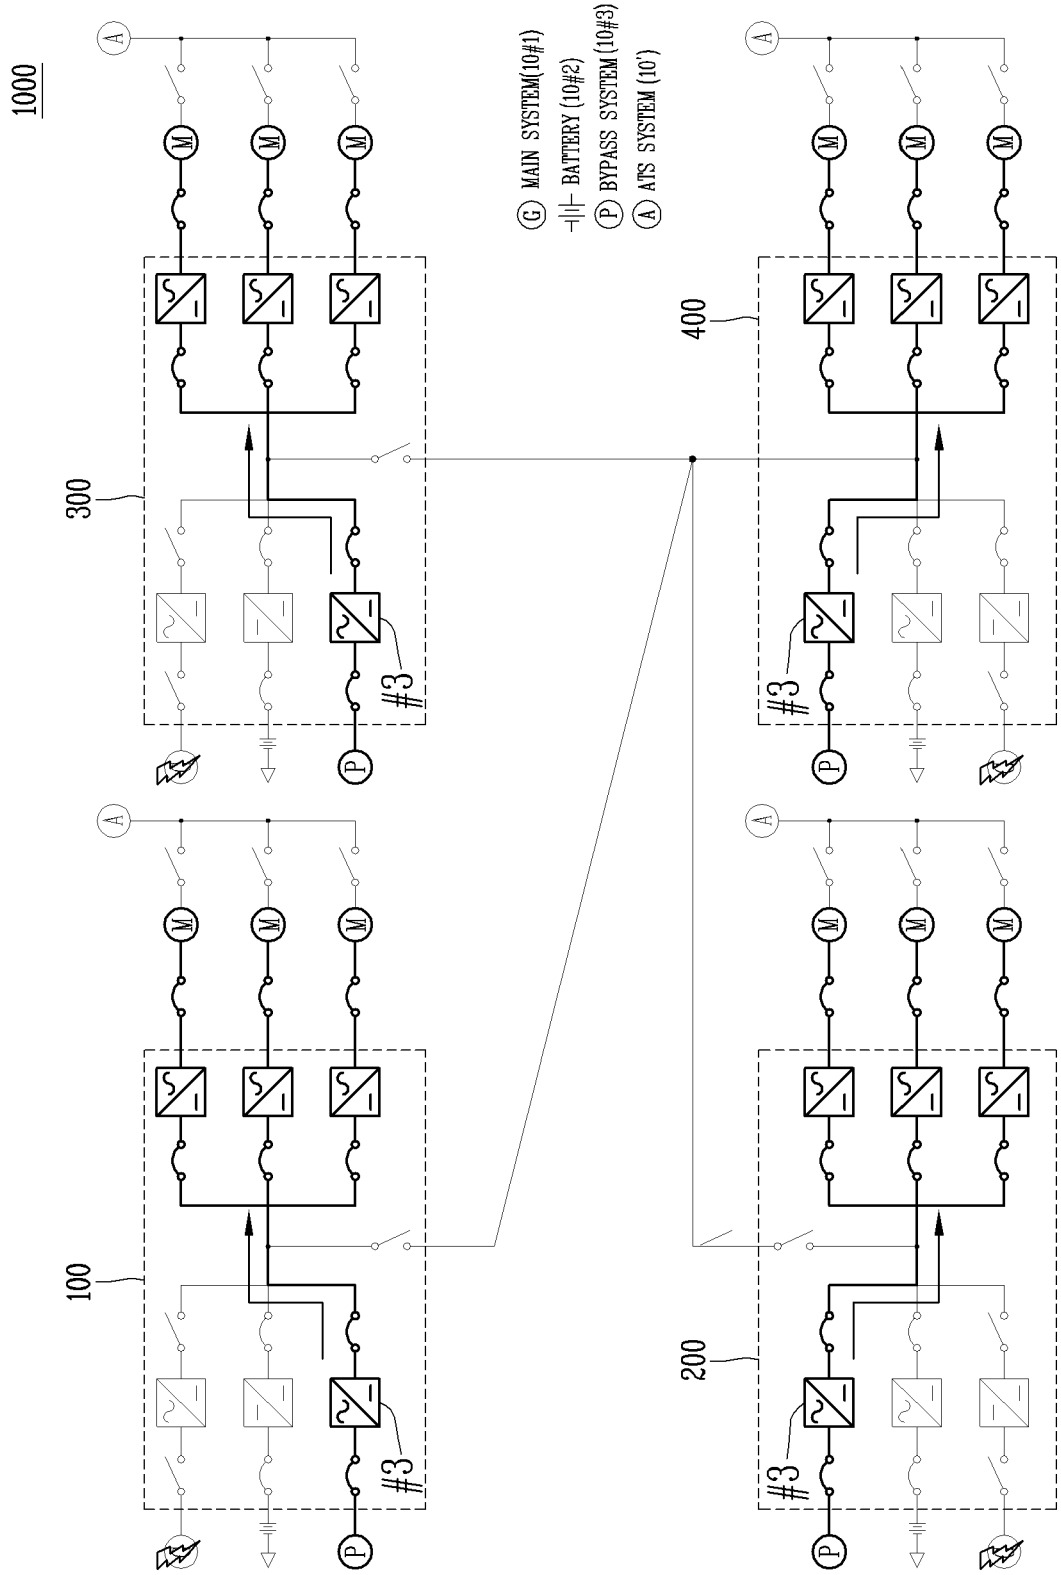 1000
100
300
A
A
M
M
M
M
P
M
P
M
#3
#3
G MAIN SYSTEM(10#1)
BATTERY (10#2)
P BYPASS SYSTEM (10#3)
A ATS SYSTEM (10')
200
400
A
A
#3
#3
P
M
P
M
M
M
M
M